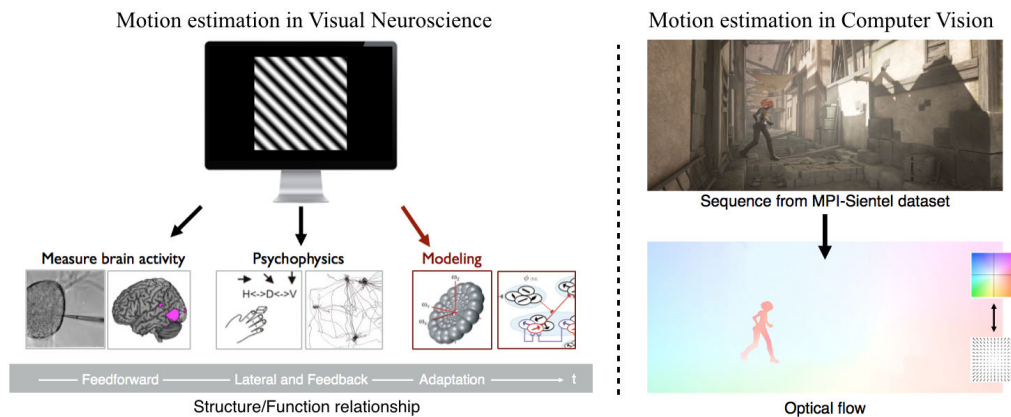 Motion estimation in Visual Neuroscience
Measure brain activity
Psychophysics
H<->D<->V
Modeling
Feedforward
Lateral and Feedback
Adaptation
t
Structure/Function relationship
Motion estimation in Computer Vision
Sequence from MPI-Sientel dataset
Optical flow